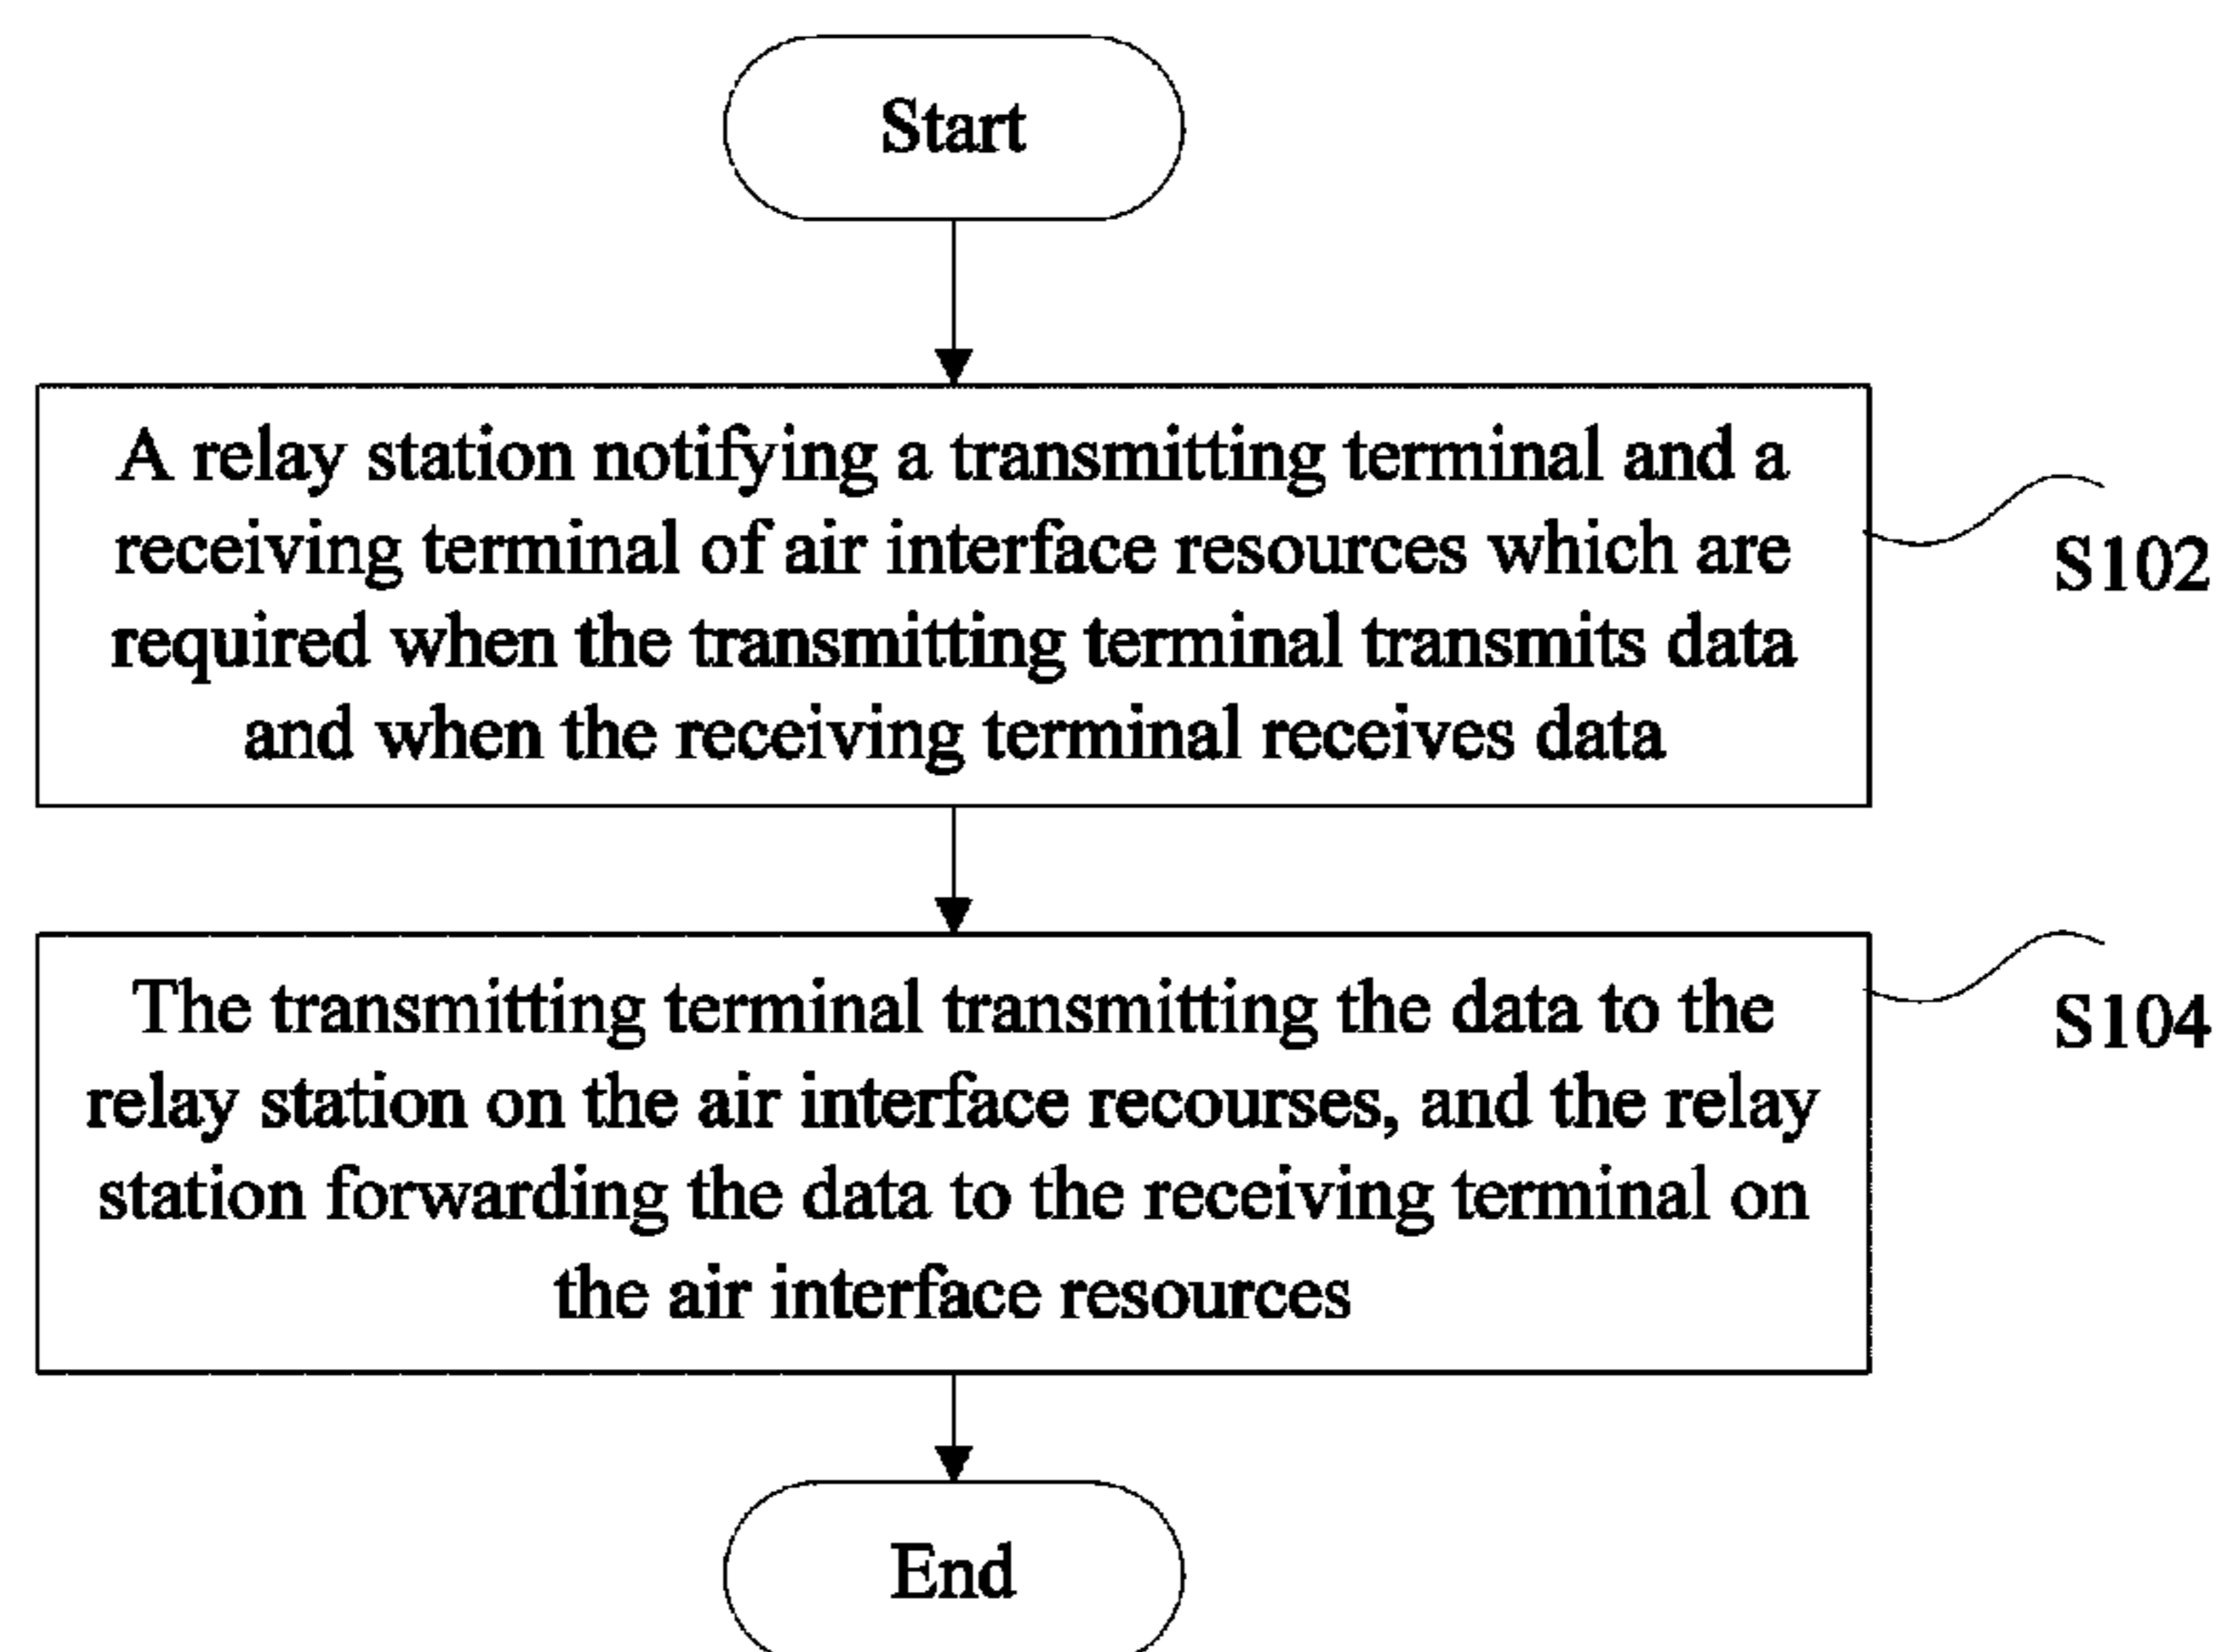 Start
A relay station notifying a transmitting terminal and a
receiving terminal of air interface resources which are
required when the transmitting terminal transmits data
and when the receiving terminal receives data
S102
The transmitting terminal transmitting the data to the
relay station on the air interface recourses, and the relay
station forwarding the data to the receiving terminal on
the air interface resources
S104
End